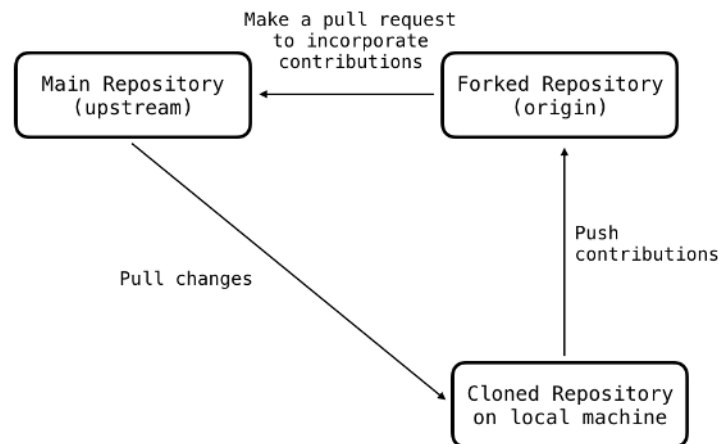 Make a pull request
to incorporate
contributions
Main Repository
(upstream)
Forked Repository
(origin)
Push
contributions
Pull changes
Cloned Repository
on local machine